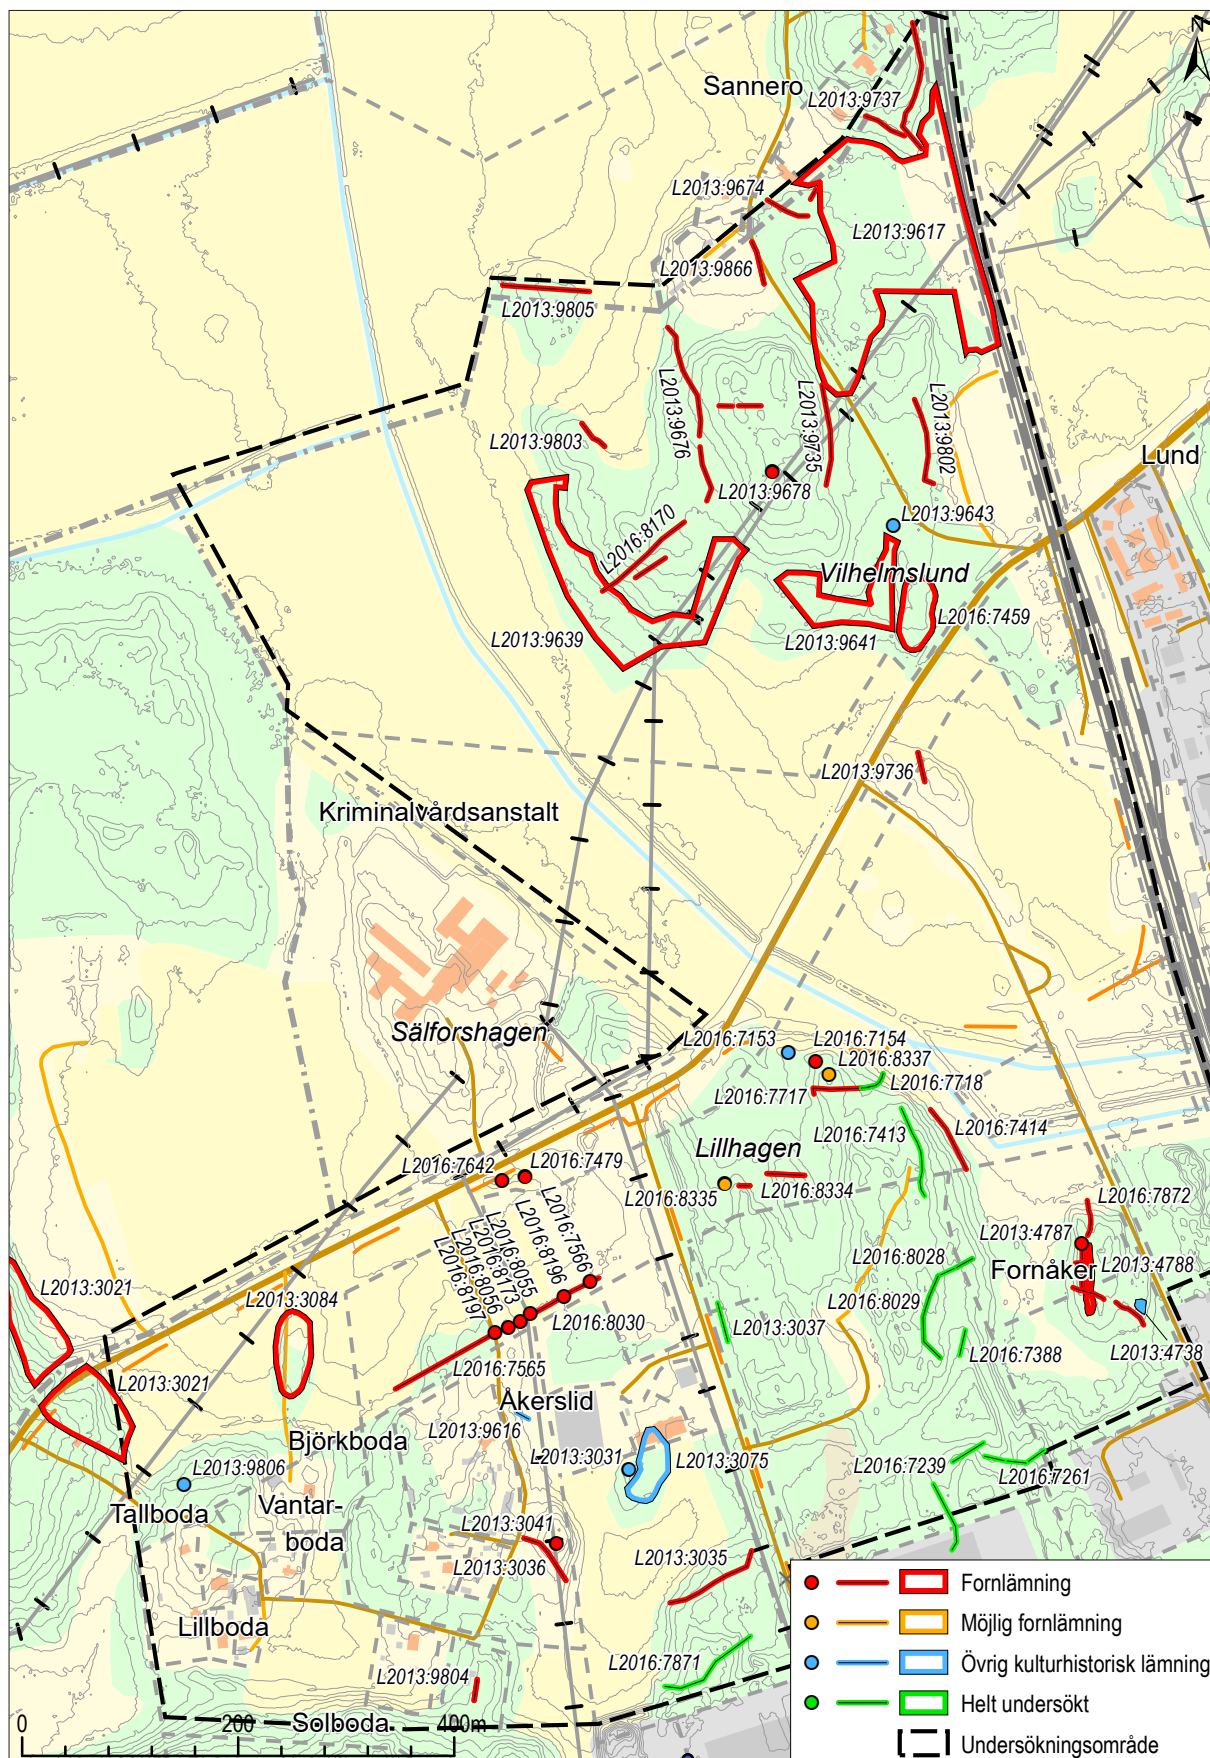 N
Sannero
L2013:9737
L2013:9674
L2013:9617
L2013:9866
L2013:9805
L2013:9676
L2013:9735
L2013:9802
L2013:9803
Lund
L2013:9678
L2013:9643
L2016:8170
Vilhelmslund
L2016:7459
L2013:9639
L2013:9641
L2013:9736
Kriminalvårdsanstalt
Sälforshagen
L2016:7153
L2016:7154
L2016:8337
L2016:7717
L2016:7718
L2016:7413
L2016:7414
Lillhagen
L2016:7642
L2016:7479
L2016:8335
L2016:8334
L2016:7872
L2016:7566
L2016:8196
L2016:8055
L2016:8173
L2016:8056
L2016:8197
L2013:4787
L2016:8028
Fornåker
L2013:4788
L2013:3021
L2013:3084
L2016:8029
L2016:8030
L2013:3037
L2016:7388
L2013:4738
L2016:7565
L2013:3021
Åkerslid
L2013:9616
Björkboda
L2013:3031
L2013:3075
L2016:7239
L2016:7261
L2013:9806
Tallboda
Vantar-
boda
L2013:3041
L2013:3036
L2013:3035
Lillboda
L2013:9804
L2016:7871
Solboda
0
200
400m
Fornlämning
Möjlig fornlämning
Övrig kulturhistorisk lämning
Helt undersökt
Undersökningsområde